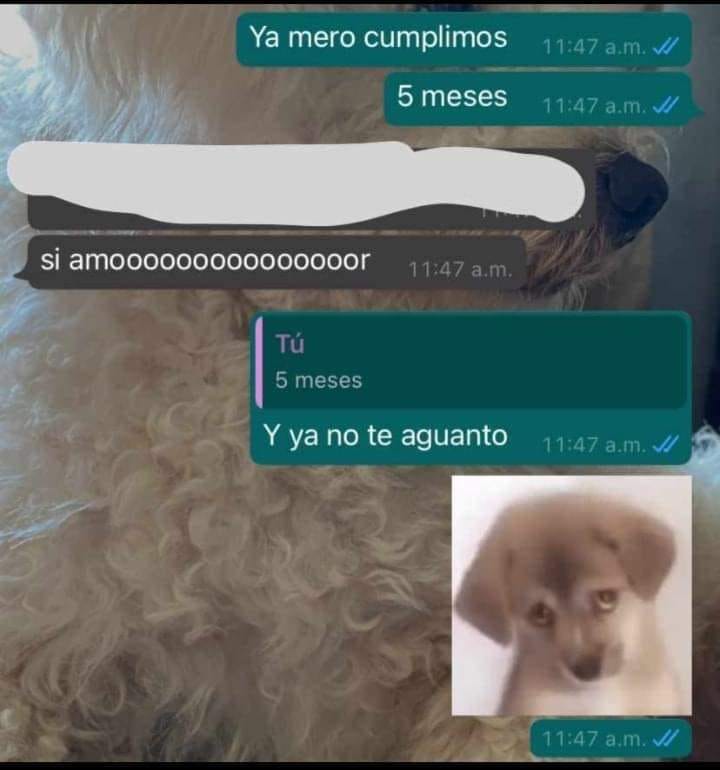 Ya mero cumplimos 11:47 a.m.
5 meses 11:47 a.m.
si amoooooooooooooooor 11:47 a.m.
Tú
5 meses
Y ya no te aguanto 11:47 a.m.
11:47 a.m.